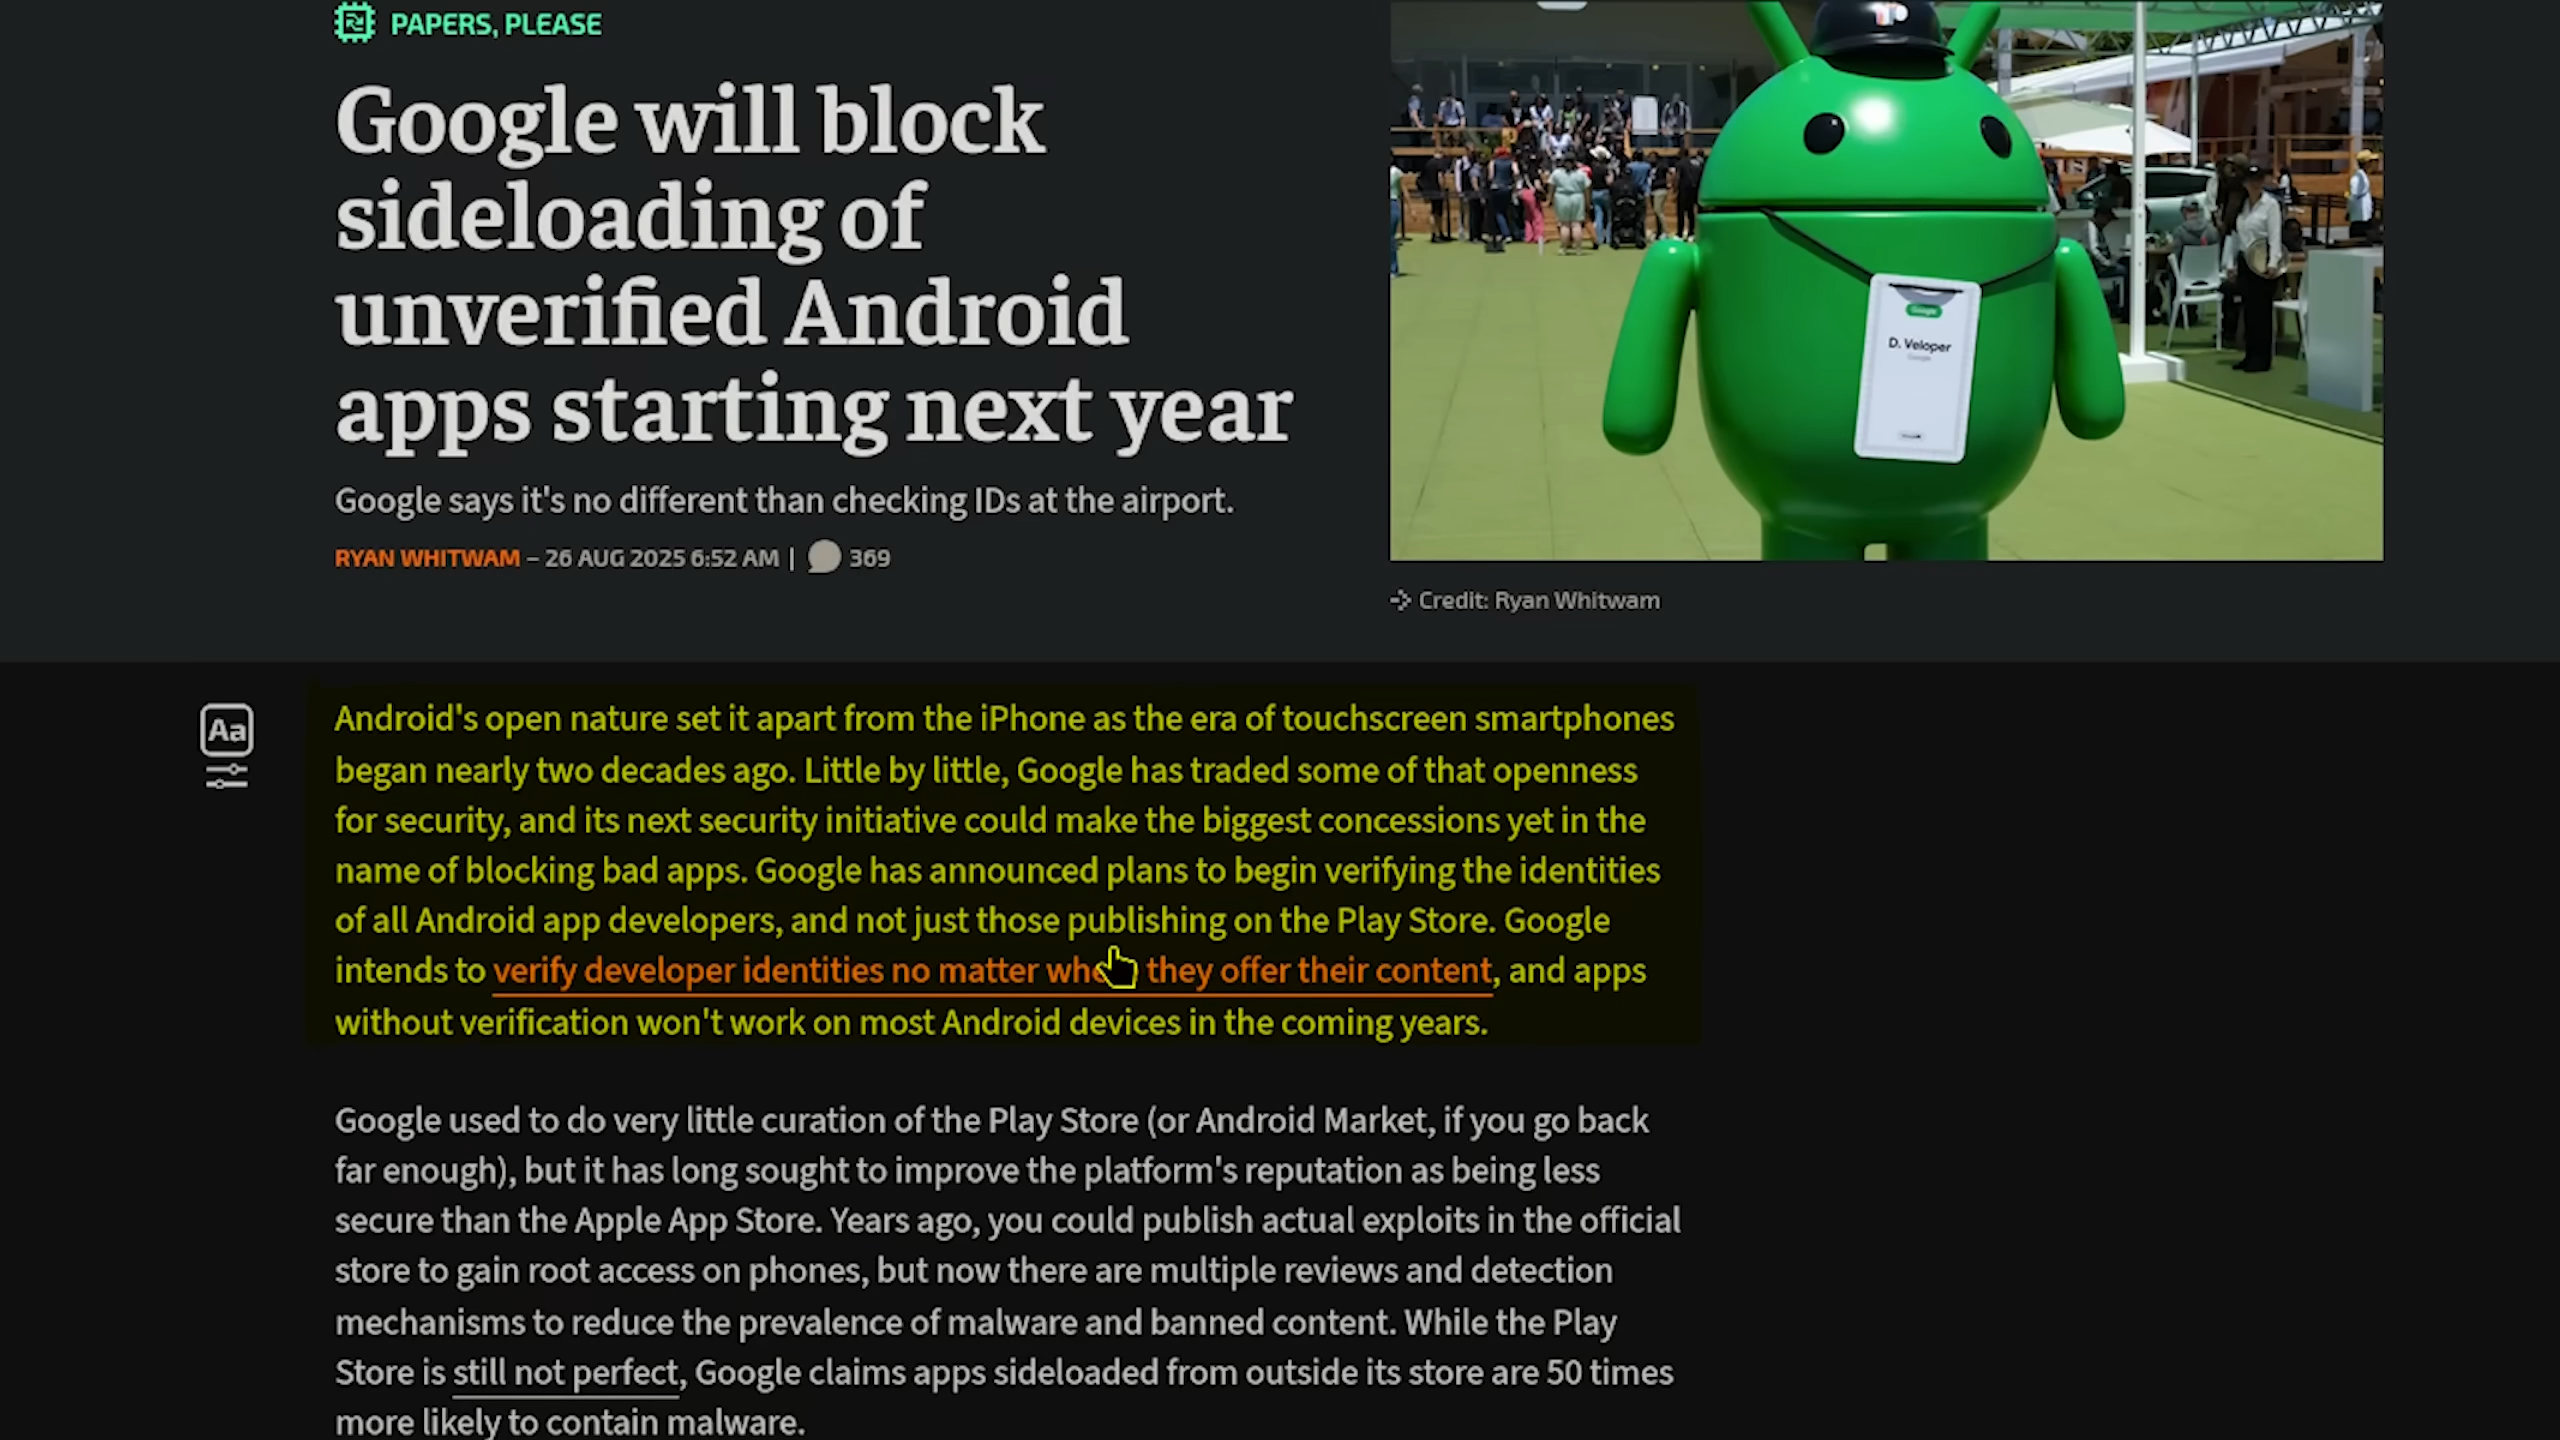 PAPERS, PLEASE
Google will block
sideloading of
unverified Android
apps starting next year
Google says it's no different than checking IDs at the airport.
RYAN WHITWAM – 26 AUG 2025 6:52 AM | 369
Google
D. Veloper
Google
Credit: Ryan Whitwam
Aa
Android's open nature set it apart from the iPhone as the era of touchscreen smartphones
began nearly two decades ago. Little by little, Google has traded some of that openness
for security, and its next security initiative could make the biggest concessions yet in the
name of blocking bad apps. Google has announced plans to begin verifying the identities
of all Android app developers, and not just those publishing on the Play Store. Google
intends to verify developer identities no matter whe they offer their content, and apps
without verification won't work on most Android devices in the coming years.
Google used to do very little curation of the Play Store (or Android Market, if you go back
far enough), but it has long sought to improve the platform's reputation as being less
secure than the Apple App Store. Years ago, you could publish actual exploits in the official
store to gain root access on phones, but now there are multiple reviews and detection
mechanisms to reduce the prevalence of malware and banned content. While the Play
Store is still not perfect, Google claims apps sideloaded from outside its store are 50 times
more likely to contain malware.